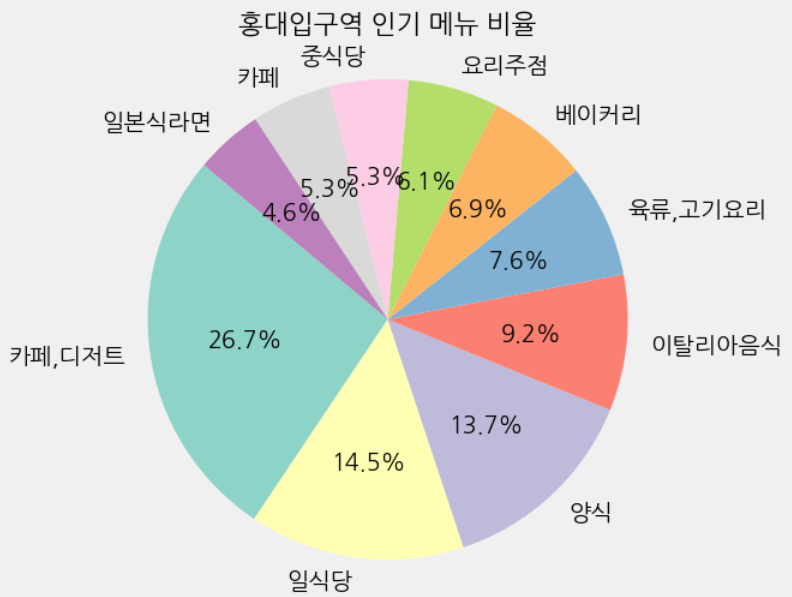 홍대입구역 인기 메뉴 비율
중식당
요리주점
카페
베이커리
일본식라면
육류,고기요리
5.3%
6.1%
5.3%
4.6%
6.9%
7.6%
카페,디저트
26.7%
9.2%
이탈리아음식
13.7%
14.5%
양식
일식당